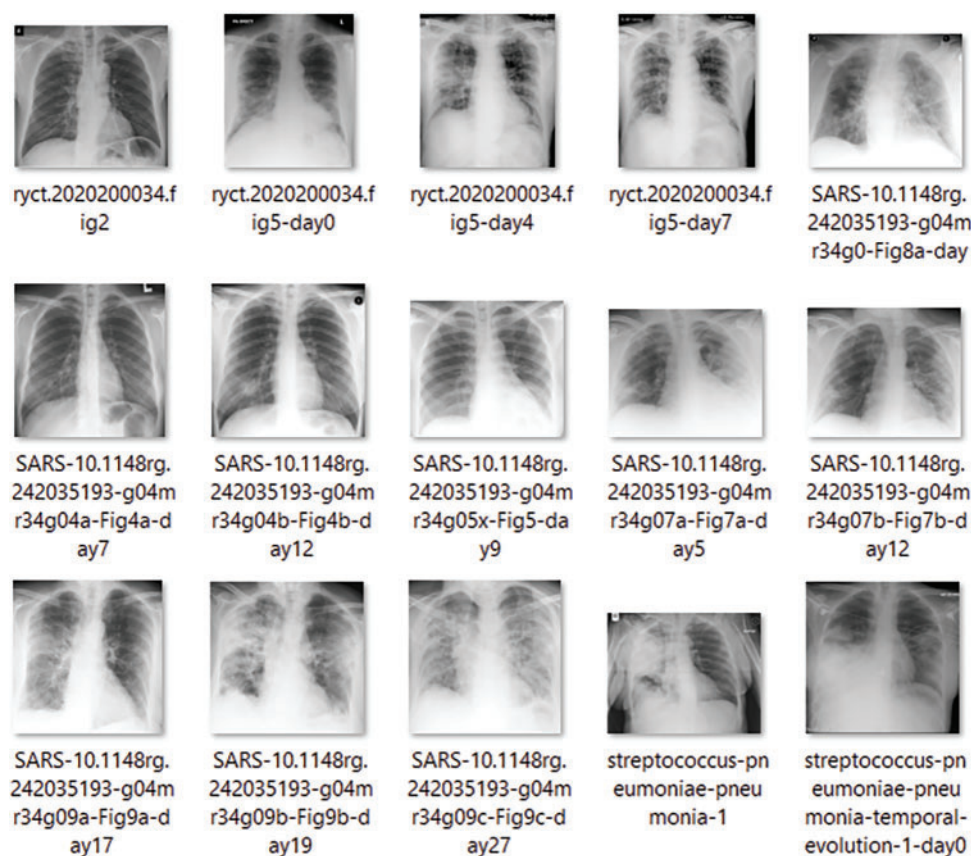 ryct.2020200034.f
ig2
ryct.2020200034.f
ig5-day0
ryct.2020200034.f
ig5-day4
ryct.2020200034.f
ig5-day7
SARS-10.1148rg.
242035193-g04m
r34g0-Fig8a-day
SARS-10.1148rg.
242035193-g04m
r34g04a-Fig4a-d
ay7
SARS-10.1148rg.
242035193-g04m
r34g04b-Fig4b-d
ay12
SARS-10.1148rg.
242035193-g04m
r34g05x-Fig5-da
y9
SARS-10.1148rg.
242035193-g04m
r34g07a-Fig7a-d
ay5
SARS-10.1148rg.
242035193-g04m
r34g07b-Fig7b-d
ay12
SARS-10.1148rg.
242035193-g04m
r34g09a-Fig9a-d
ay17
SARS-10.1148rg.
242035193-g04m
r34g09b-Fig9b-d
ay19
SARS-10.1148rg.
242035193-g04m
r34g09c-Fig9c-d
ay27
streptococcus-pn
eumoniae-pneu
monia-1
streptococcus-pn
eumoniae-pneu
monia-temporal-
evolution-1-day0